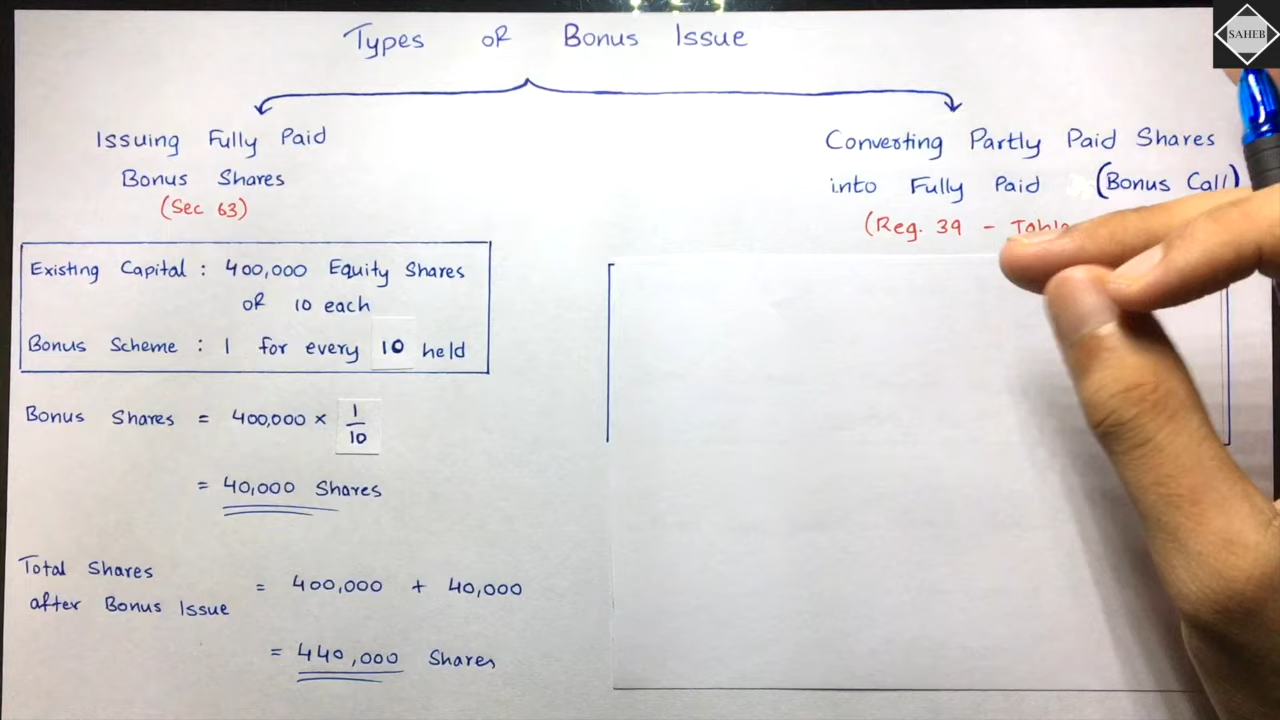 Types of Bonus Issue
SAHEB
Issuing Fully Paid
Bonus Shares
(Sec 63)
Existing Capital : 400,000 Equity Shares
of 10 each
Bonus Scheme : 1 for every 10 held
Bonus Shares = 400,000 × 1/10
= 40,000 Shares
Total Shares
after Bonus Issue = 400,000 + 40,000
= 440,000 Shares
Converting Partly Paid Shares
into Fully Paid (Bonus Call)
(Reg. 39 - Table